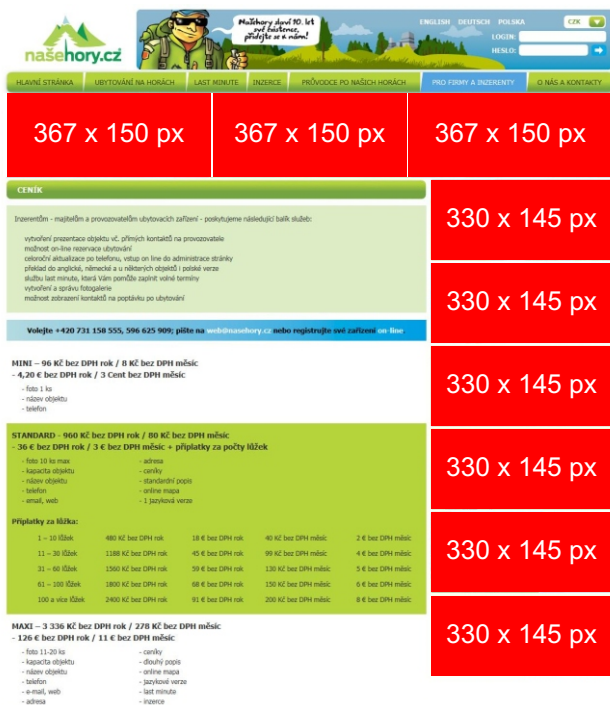 našehory.cz
Našehory slaví 10. let
své existence,
přidejte se k nám!
ENGLISH DEUTSCH POLSKA
CZK
LOGIN:
HESLO:
HLAVNÍ STRÁNKA UBYTOVÁNÍ NA HORÁCH LAST MINUTE INZERCE PRŮVODCE PO NAŠICH HORÁCH PRO FIRMY A INZERENTY O NÁS A KONTAKTY
367 x 150 px 367 x 150 px 367 x 150 px
CENÍK
Inzerentům - majitelům a provozovatelům ubytovacích zařízení - poskytujeme následující balík služeb:
vytvoření prezentace objektu vč. přímých kontaktů na provozovatele
možnost on-line rezervace ubytování
celoroční aktualizace po telefonu, vstup on line do administrace stránky
překlad do anglické, německé a u některých objektů i polské verze
službu last minute, která Vám pomůže zaplnit volné termíny
vytvoření a správu fotogalerie
možnost zobrazení kontaktů na poptávku po ubytování
Volejte +420 731 158 555, 596 625 909; pište na web@nasehory.cz nebo registrujte své zařízení on-line.
MINI – 96 Kč bez DPH rok / 8 Kč bez DPH měsíc
- 4,20 € bez DPH rok / 3 Cent bez DPH měsíc
- foto 1 ks
- název objektu
- telefon
STANDARD - 960 Kč bez DPH rok / 80 Kč bez DPH měsíc
- 36 € bez DPH rok / 3 € bez DPH měsíc + příplatky za počty lůžek
- foto 10 ks max - adresa
- kapacita objektu - ceníky
- název objektu - standardní popis
- telefon - online mapa
- email, web - 1 jazyková verze
Příplatky za lůžka:
1 – 10 lůžek 480 Kč bez DPH rok 18 € bez DPH rok 40 Kč bez DPH měsíc 2 € bez DPH měsíc
11 – 30 lůžek 1188 Kč bez DPH rok 45 € bez DPH rok 99 Kč bez DPH měsíc 4 € bez DPH měsíc
31 – 60 lůžek 1560 Kč bez DPH rok 59 € bez DPH rok 130 Kč bez DPH měsíc 5 € bez DPH měsíc
61 – 100 lůžek 1800 Kč bez DPH rok 68 € bez DPH rok 150 Kč bez DPH měsíc 6 € bez DPH měsíc
100 a více lůžek 2400 Kč bez DPH rok 91 € bez DPH rok 200 Kč bez DPH měsíc 8 € bez DPH měsíc
MAXI – 3 336 Kč bez DPH rok / 278 Kč bez DPH měsíc
- 126 € bez DPH rok / 11 € bez DPH měsíc
- foto 11-20 ks - ceníky
- kapacita objektu - dlouhý popis
- název objektu - online mapa
- telefon - jazykové verze
- e-mail, web - last minute
- adresa - inzerce
330 x 145 px
330 x 145 px
330 x 145 px
330 x 145 px
330 x 145 px
330 x 145 px